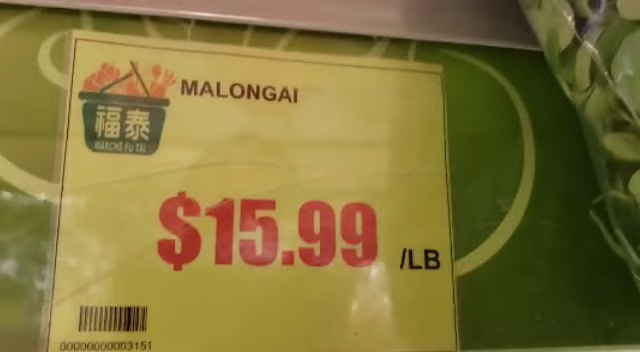 MALONGAI
福泰
MARCHÉ FU TAI
$15.99 /LB
00000000003151